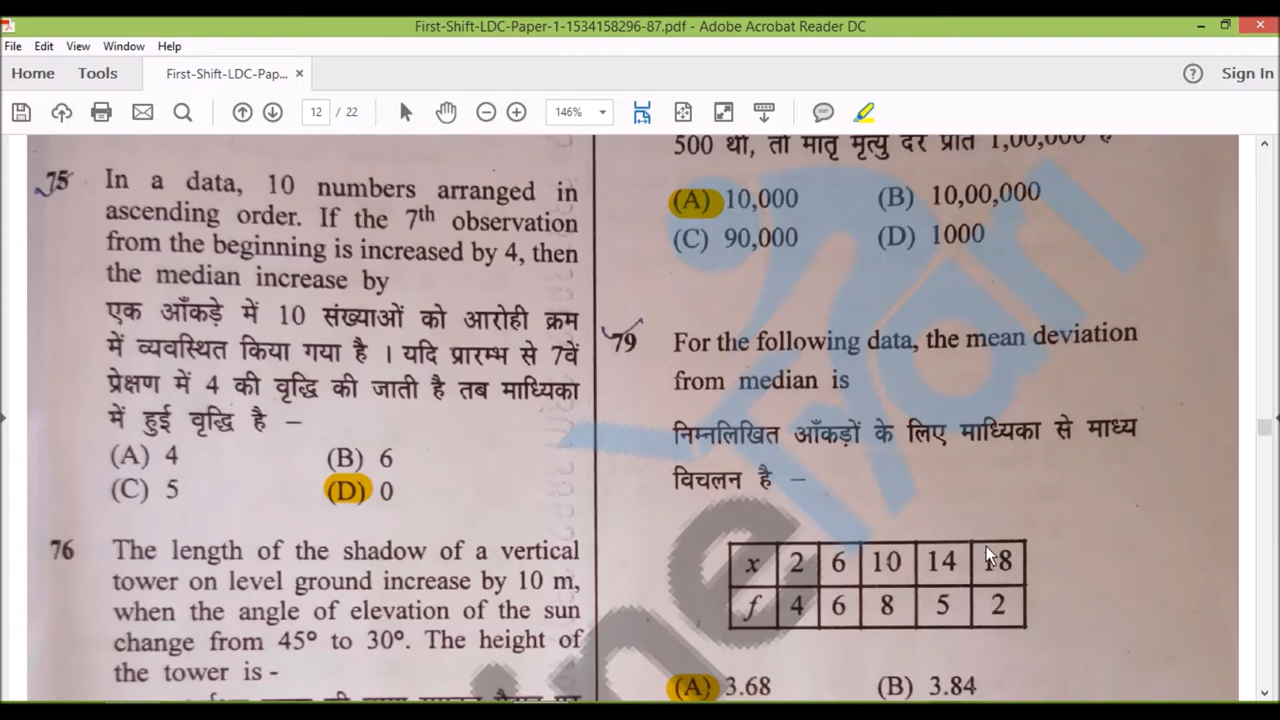 First-Shift-LDC-Paper-1-1534158296-87.pdf - Adobe Acrobat Reader DC
File Edit View Window Help
Home Tools First-Shift-LDC-Pap... × Sign In
12 / 22 146%
75 In a data, 10 numbers arranged in
ascending order. If the 7th observation
from the beginning is increased by 4, then
the median increase by
एक आँकड़े में 10 संख्याओं को आरोही क्रम
में व्यवस्थित किया गया है । यदि प्रारम्भ से 7वें
प्रेक्षण में 4 की वृद्धि की जाती है तब माध्यिका
में हुई वृद्धि है –
(A) 4 (B) 6
(C) 5 (D) 0
76 The length of the shadow of a vertical
tower on level ground increase by 10 m,
when the angle of elevation of the sun
change from 45° to 30°. The height of
the tower is -
500 थी, तो मातृ मृत्यु दर प्रति 1,00,000
(A) 10,000 (B) 10,00,000
(C) 90,000 (D) 1000
79 For the following data, the mean deviation
from median is
निम्नलिखित आँकड़ों के लिए माध्यिका से माध्य
विचलन है –
x 2 6 10 14 18
f 4 6 8 5 2
(A) 3.68 (B) 3.84